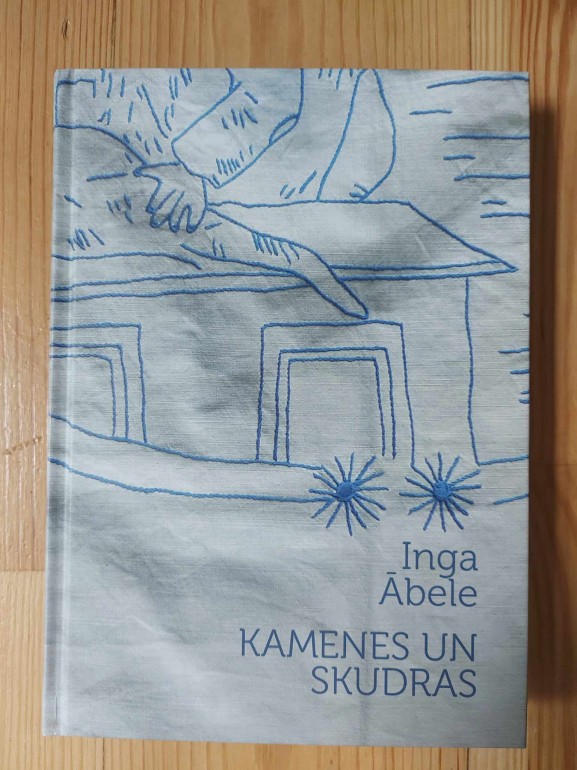 Inga
Ābele
KAMENES UN
SKUDRAS